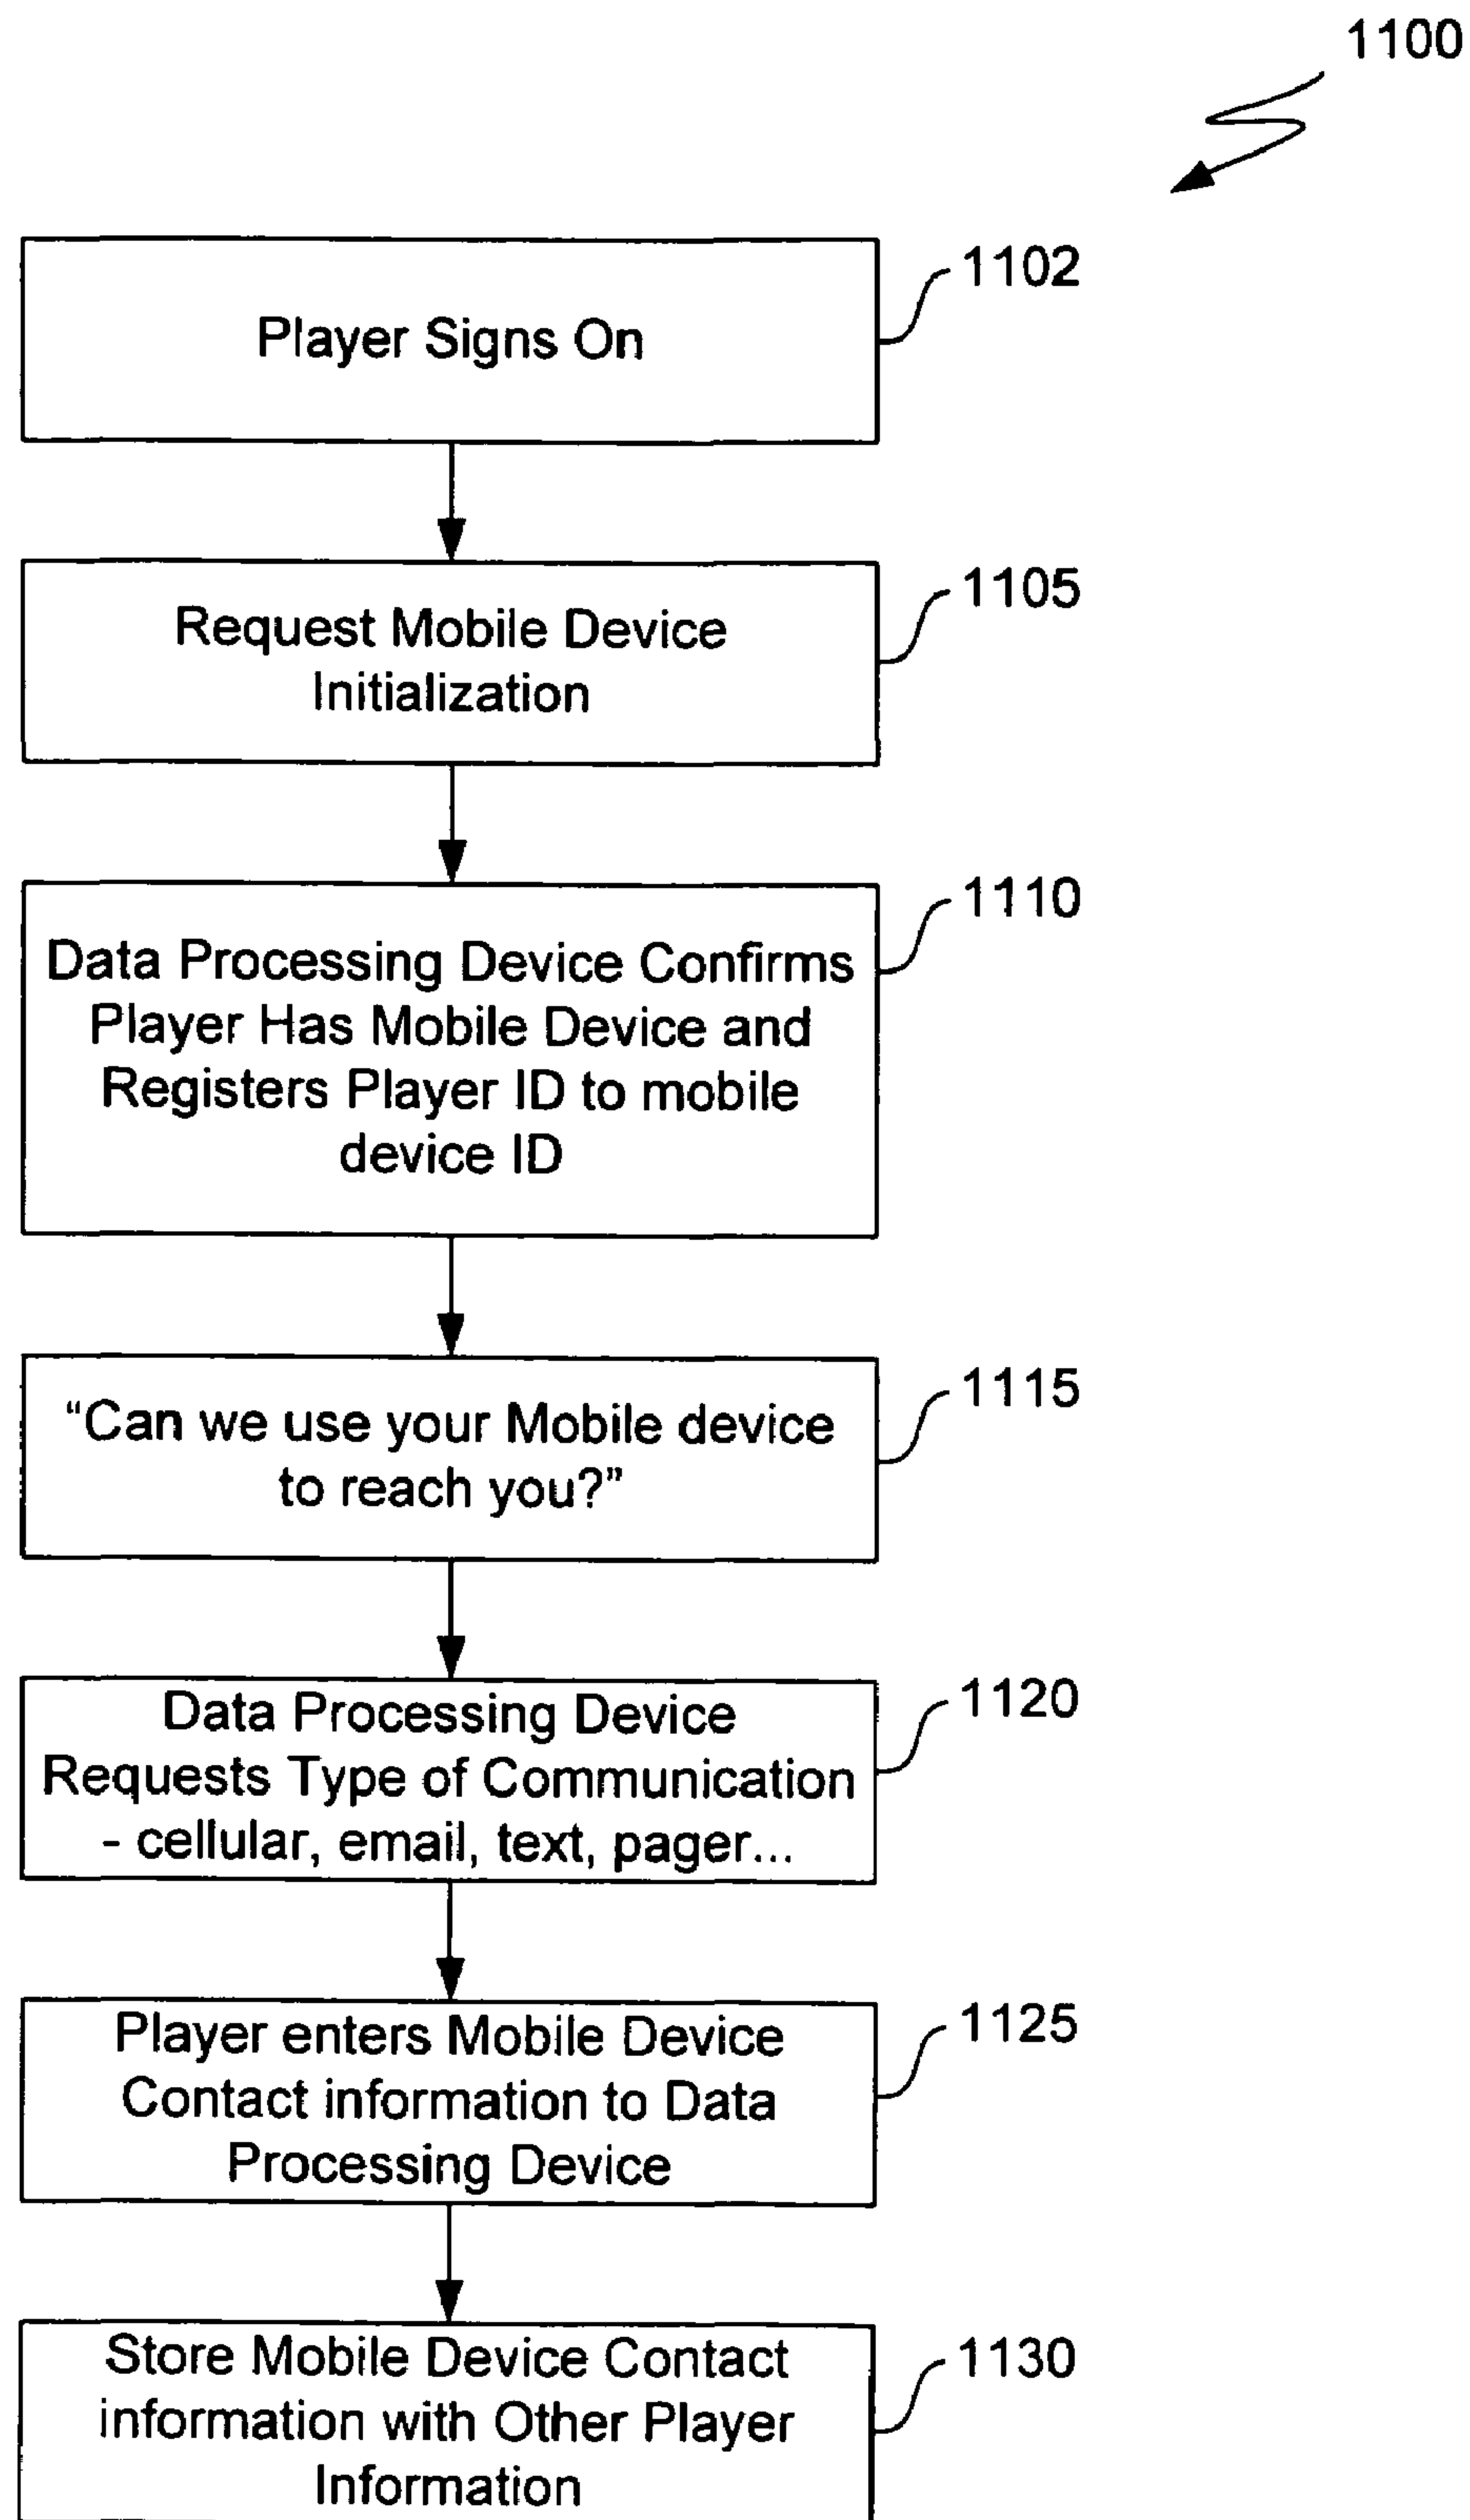 1100
1102
Player Signs On
1105
Request Mobile Device
Initialization
1110
Data Processing Device Confirms
Player Has Mobile Device and
Registers Player ID to mobile
device ID
1115
“Can we use your Mobile device
to reach you?”
1120
Data Processing Device
Requests Type of Communication
- cellular, email, text, pager...
1125
Player enters Mobile Device
Contact information to Data
Processing Device
1130
Store Mobile Device Contact
information with Other Player
Information